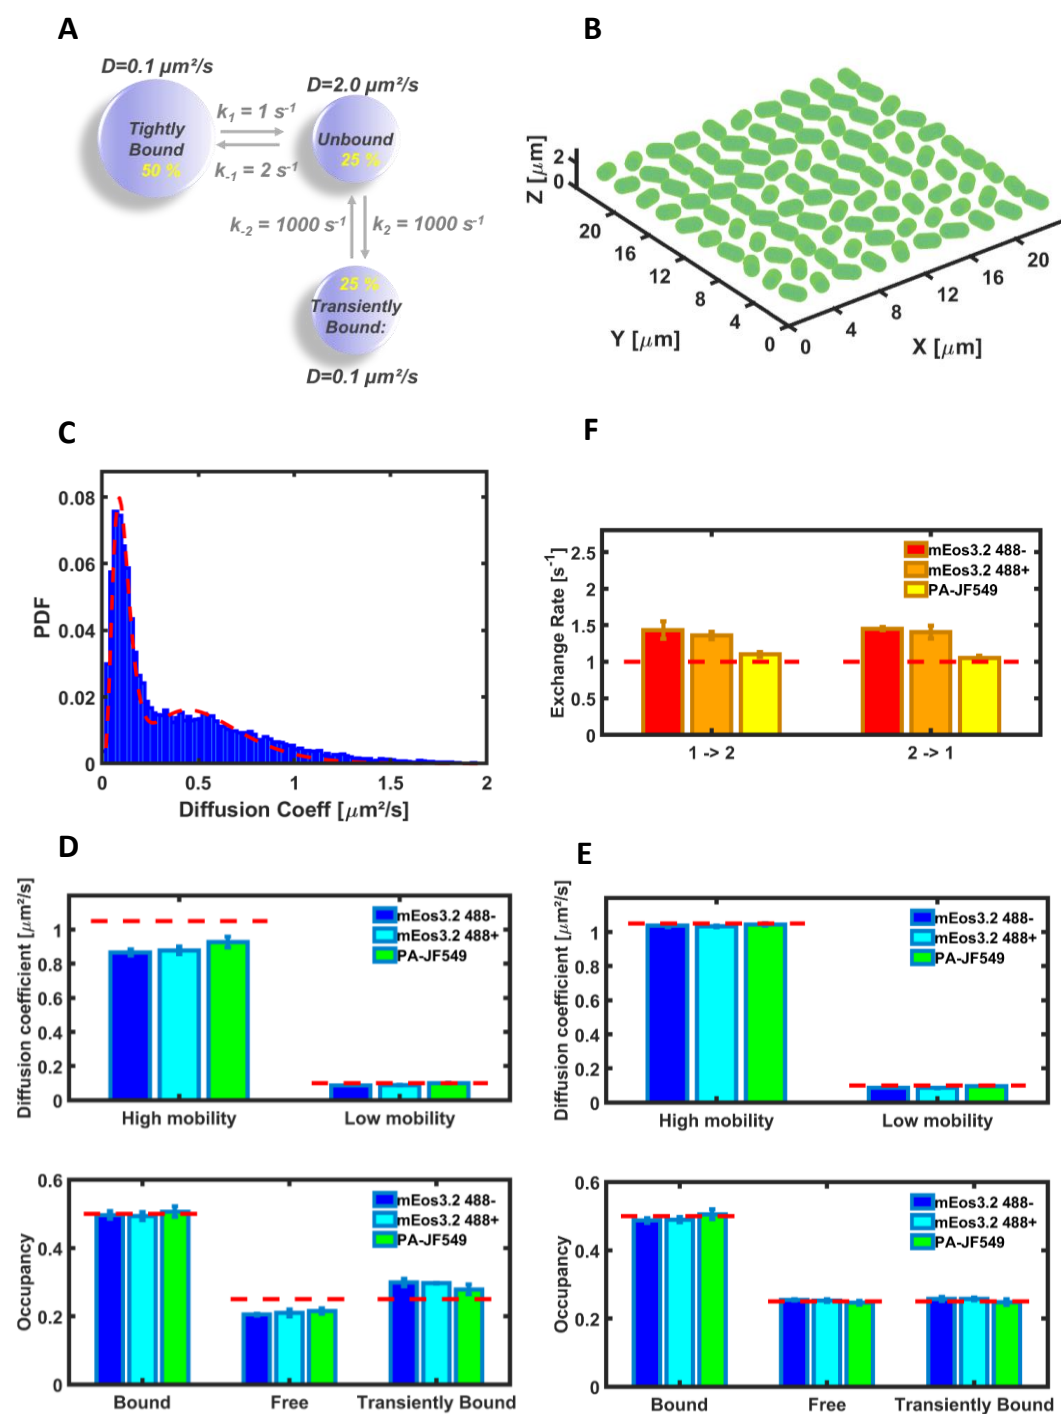 A
D=0.1 µm²/s
D=2.0 µm²/s
k1 = 1 s-1
Tightly
Bound
50 %
Unbound
25 %
k-1 = 2 s-1
k-2 = 1000 s-1
k2 = 1000 s-1
25 %
Transiently
Bound:
D=0.1 µm²/s
B
Z [µm]
2
0
20
16
12
8
4
0
Y [µm]
0
4
8
12
16
20
X [µm]
C
PDF
0.08
0.06
0.04
0.02
0
0
0.5
1
1.5
2
Diffusion Coeff [µm²/s]
F
Exchange Rate [s-1]
2.5
2
1.5
1
0.5
0
mEos3.2 488-
mEos3.2 488+
PA-JF549
1 -> 2
2 -> 1
D
Diffusion coefficient [µm²/s]
1
0.8
0.6
0.4
0.2
0
mEos3.2 488-
mEos3.2 488+
PA-JF549
High mobility
Low mobility
Occupancy
0.6
0.4
0.2
0
mEos3.2 488-
mEos3.2 488+
PA-JF549
Bound
Free
Transiently Bound
E
Diffusion coefficient [µm²/s]
1
0.8
0.6
0.4
0.2
0
mEos3.2 488-
mEos3.2 488+
PA-JF549
High mobility
Low mobility
Occupancy
0.6
0.4
0.2
0
mEos3.2 488-
mEos3.2 488+
PA-JF549
Bound
Free
Transiently Bound